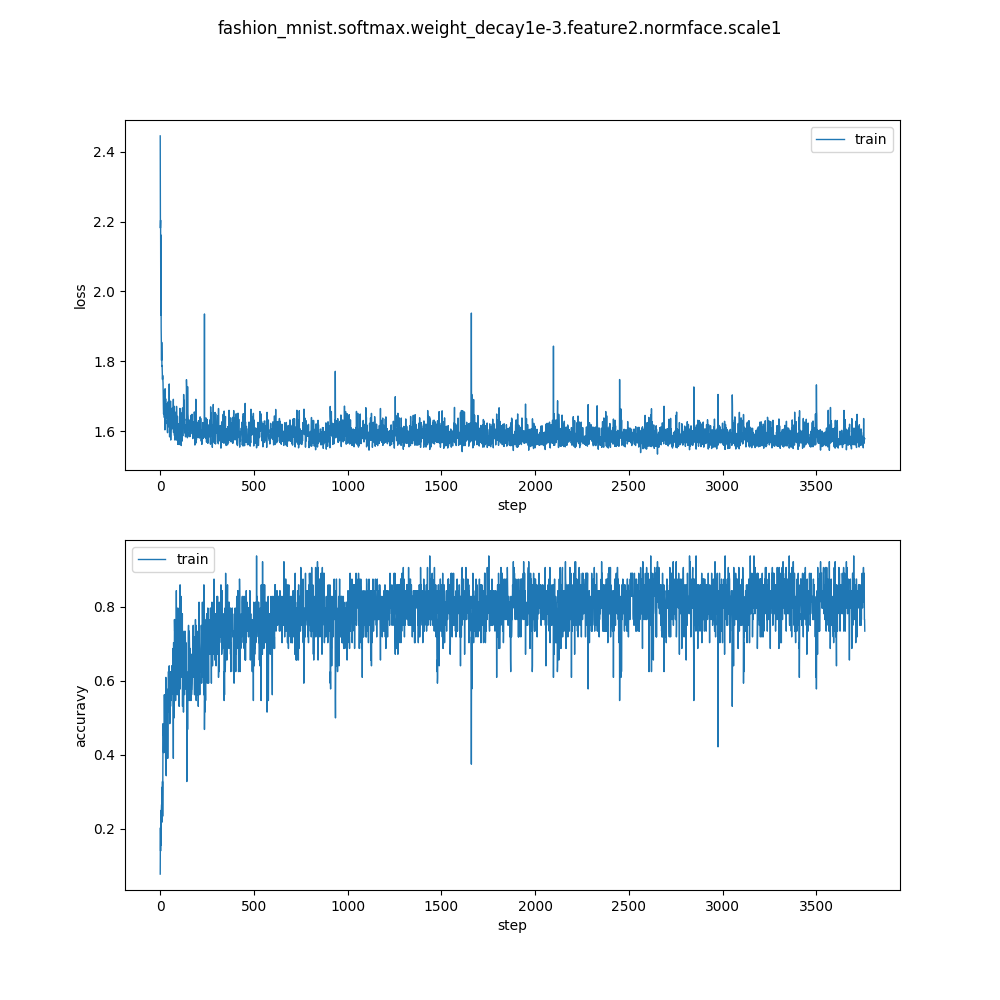 fashion_mnist.softmax.weight_decay1e-3.feature2.normface.scale1
train
2.4
2.2
2.0
1.8
1.6
loss
0 500 1000 1500 2000 2500 3000 3500
step
train
0.8
0.6
0.4
0.2
accuravy
0 500 1000 1500 2000 2500 3000 3500
step